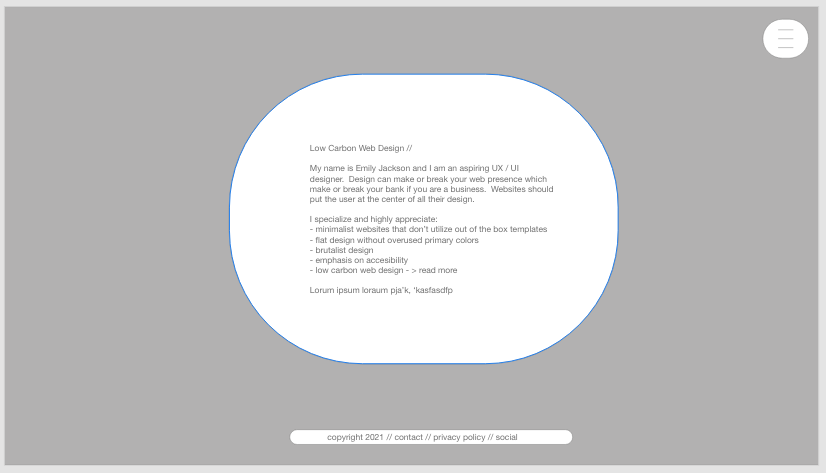 Low Carbon Web Design //
My name is Emily Jackson and I am an aspiring UX / UI
designer.  Design can make or break your web presence which
make or break your bank if you are a business.  Websites should
put the user at the center of all their design.
I specialize and highly appreciate:
- minimalist websites that don't utilize out of the box templates
- flat design without overused primary colors
- brutalist design
- emphasis on accesibility
- low carbon web design - > read more
Lorum ipsum loraum pja'k, 'kasfasdfp
copyright 2021 // contact // privacy policy // social